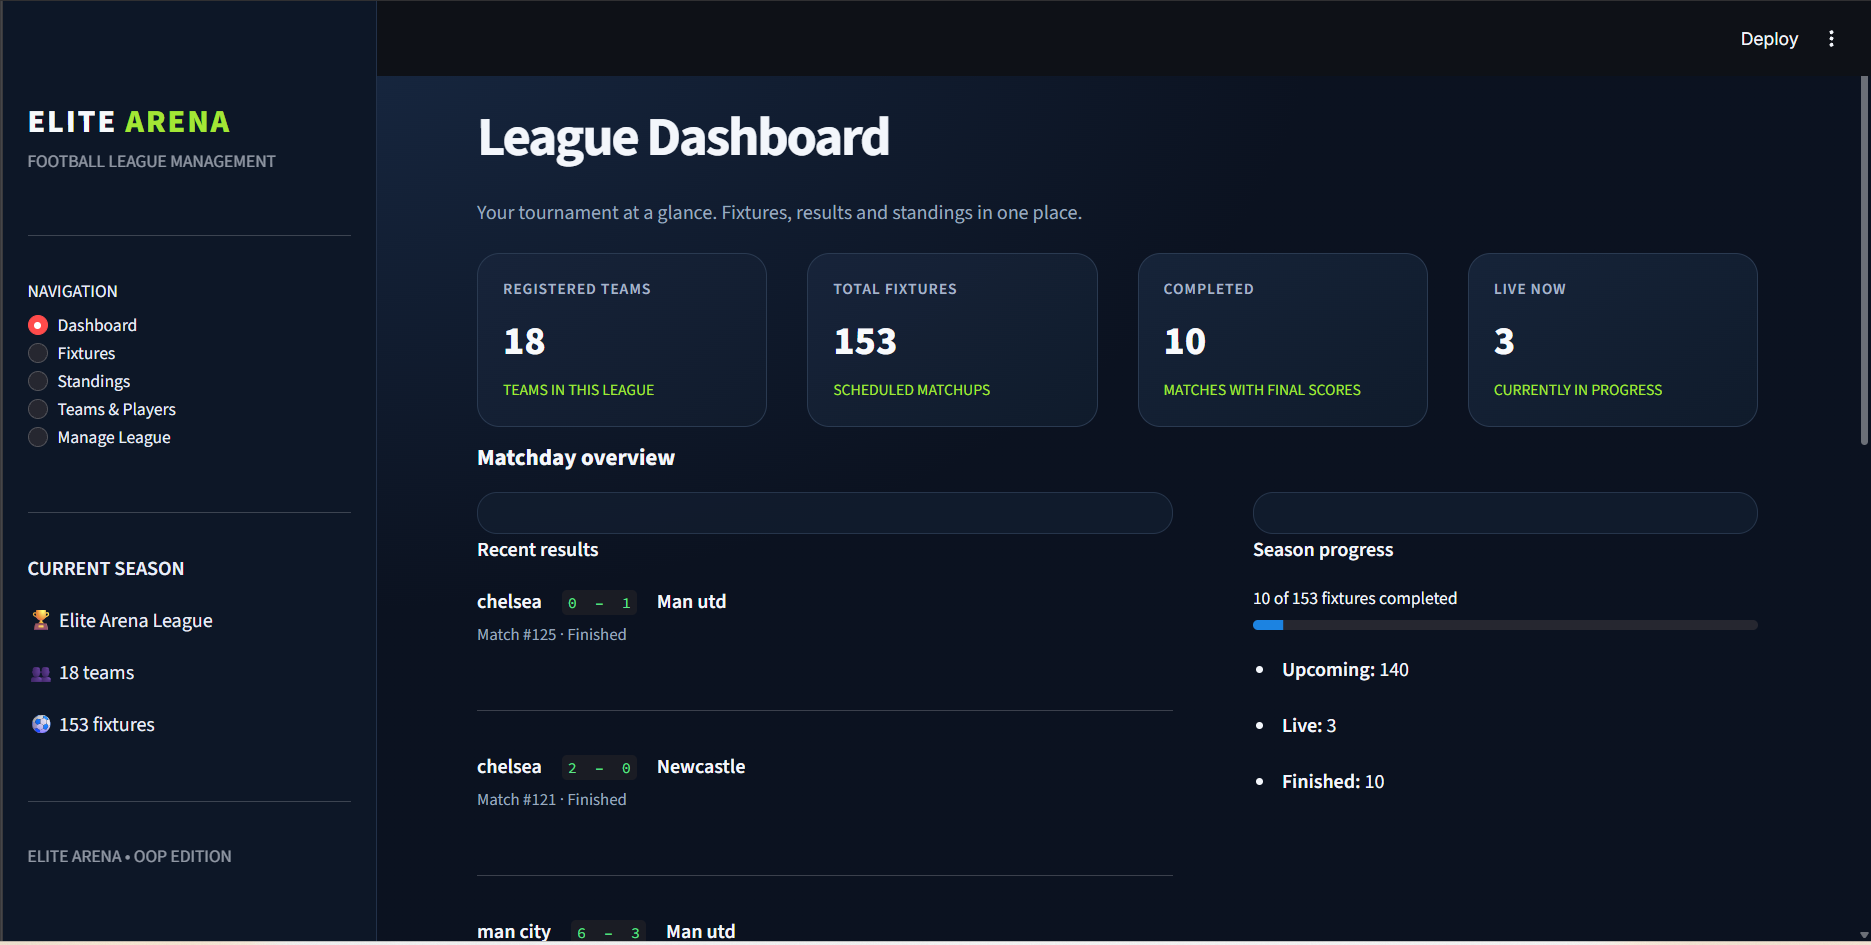 Deploy
ELITE ARENA
FOOTBALL LEAGUE MANAGEMENT
NAVIGATION
Dashboard
Fixtures
Standings
Teams & Players
Manage League
CURRENT SEASON
🏆 Elite Arena League
👥 18 teams
⚽ 153 fixtures
ELITE ARENA • OOP EDITION
League Dashboard
Your tournament at a glance. Fixtures, results and standings in one place.
REGISTERED TEAMS
18
TEAMS IN THIS LEAGUE
TOTAL FIXTURES
153
SCHEDULED MATCHUPS
COMPLETED
10
MATCHES WITH FINAL SCORES
LIVE NOW
3
CURRENTLY IN PROGRESS
Matchday overview
Recent results
chelsea 0 – 1 Man utd
Match #125 · Finished
chelsea 2 – 0 Newcastle
Match #121 · Finished
man city 6 – 3 Man utd
Season progress
10 of 153 fixtures completed
• Upcoming: 140
• Live: 3
• Finished: 10